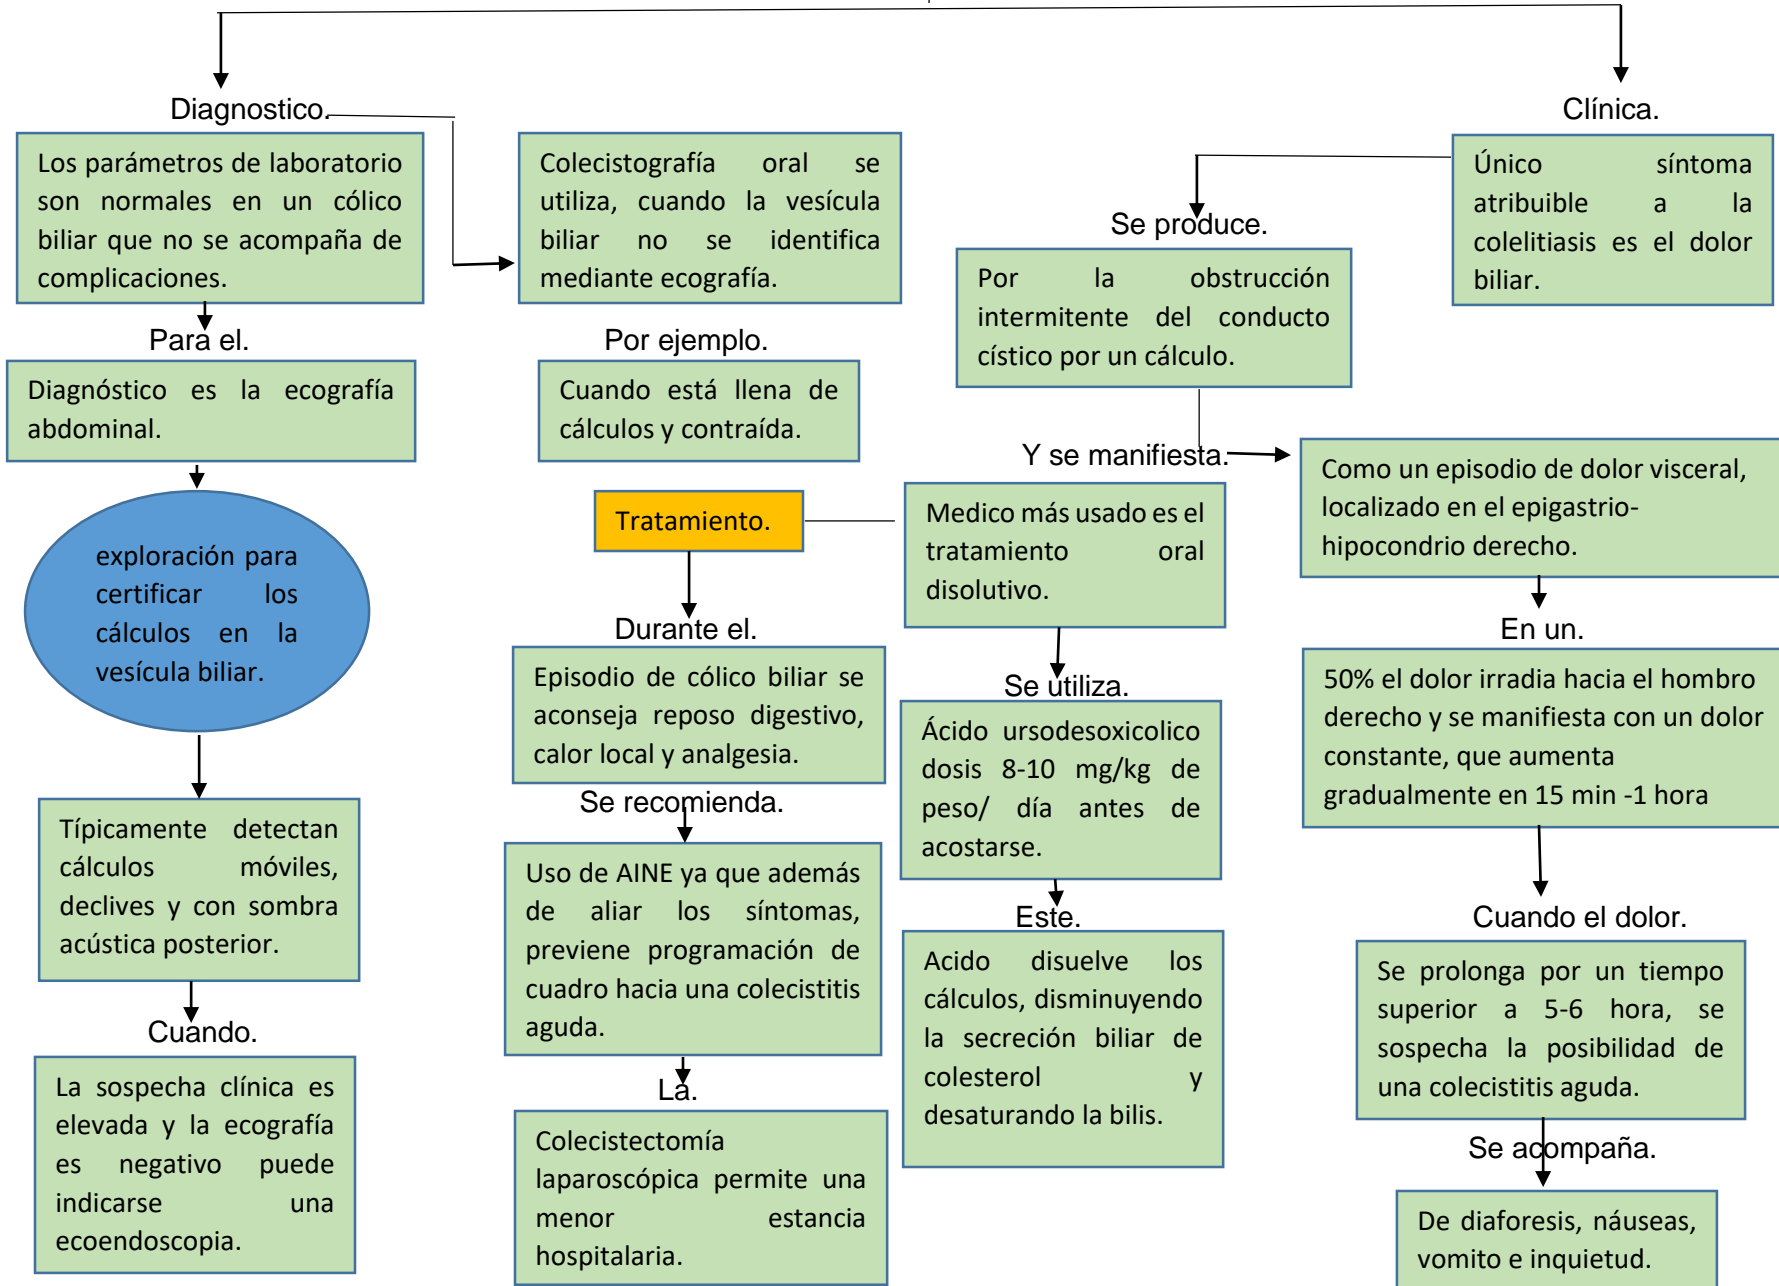 Diagnostico.
Los parámetros de laboratorio
son normales en un cólico
biliar que no se acompaña de
complicaciones.
Para el.
Diagnóstico es la ecografía
abdominal.
exploración para
certificar los
cálculos en la
vesícula biliar.
Típicamente detectan
cálculos móviles,
declives y con sombra
acústica posterior.
Cuando.
La sospecha clínica es
elevada y la ecografía
es negativo puede
indicarse una
ecoendoscopia.
Colecistografía oral se
utiliza, cuando la vesícula
biliar no se identifica
mediante ecografía.
Por ejemplo.
Cuando está llena de
cálculos y contraída.
Tratamiento.
Durante el.
Episodio de cólico biliar se
aconseja reposo digestivo,
calor local y analgesia.
Se recomienda.
Uso de AINE ya que además
de aliar los síntomas,
previene programación de
cuadro hacia una colecistitis
aguda.
La.
Colecistectomía
laparoscópica permite una
menor estancia
hospitalaria.
Medico más usado es el
tratamiento oral
disolutivo.
Se utiliza.
Ácido ursodesoxicolico
dosis 8-10 mg/kg de
peso/ día antes de
acostarse.
Este.
Acido disuelve los
cálculos, disminuyendo
la secreción biliar de
colesterol y
desaturando la bilis.
Clínica.
Único síntoma
atribuible a la
colelitiasis es el dolor
biliar.
Se produce.
Por la obstrucción
intermitente del conducto
cístico por un cálculo.
Y se manifiesta.
Como un episodio de dolor visceral,
localizado en el epigastrio-
hipocondrio derecho.
En un.
50% el dolor irradia hacia el hombro
derecho y se manifiesta con un dolor
constante, que aumenta
gradualmente en 15 min -1 hora
Cuando el dolor.
Se prolonga por un tiempo
superior a 5-6 hora, se
sospecha la posibilidad de
una colecistitis aguda.
Se acompaña.
De diaforesis, náuseas,
vomito e inquietud.